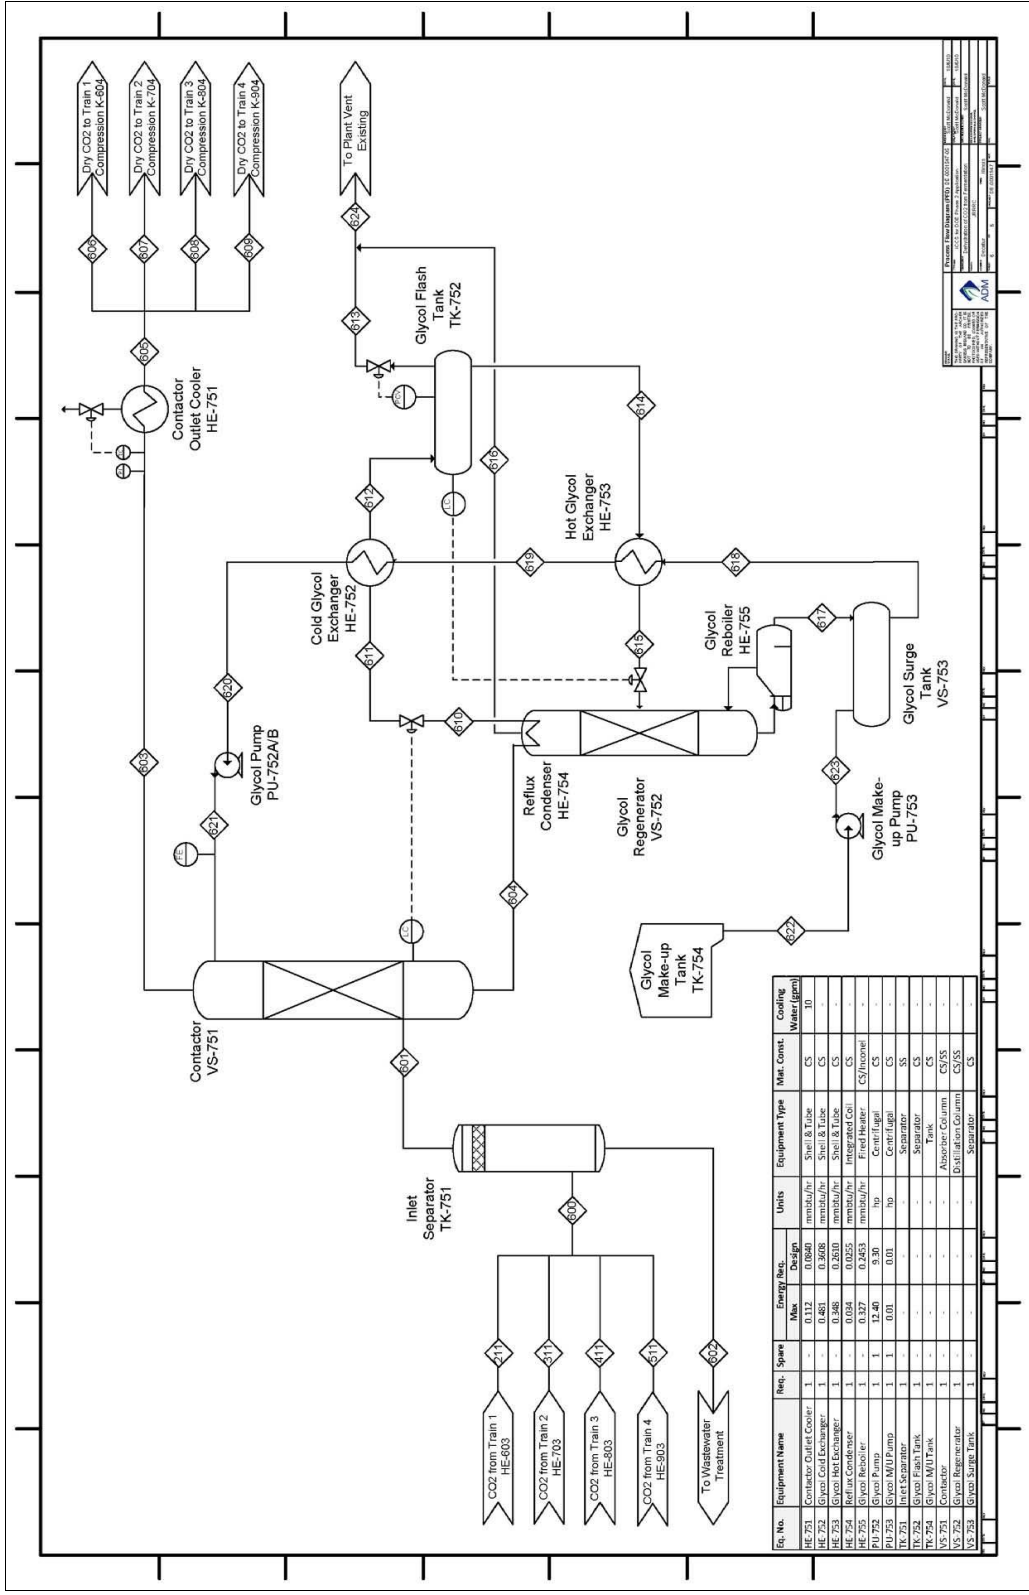 Dry CO2 to Train 1
Compression K-604
Dry CO2 to Train 2
Compression K-704
Dry CO2 to Train 3
Compression K-804
Dry CO2 to Train 4
Compression K-904
To Plant Vent
Existing
606
607
608
609
624
605
613
Contactor
Outlet Cooler
HE-751
Glycol Flash
Tank
TK-752
LC
616
614
612
Hot Glycol
Exchanger
HE-753
Cold Glycol
Exchanger
HE-752
619
618
611
615
Glycol
Reboiler
HE-755
617
Glycol Surge
Tank
VS-753
603
620
Glycol Pump
PU-752A/B
621
FE
610
Reflux
Condenser
HE-754
Glycol
Regenerator
VS-752
623
Glycol Make-
up Pump
PU-753
604
LC
622
Glycol
Make-up
Tank
TK-754
Contactor
VS-751
601
Inlet
Separator
TK-751
600
211
311
411
511
602
CO2 from Train 1
HE-603
CO2 from Train 2
HE-703
CO2 from Train 3
HE-803
CO2 from Train 4
HE-903
To Wastewater
Treatment
Eq. No. Equipment Name Req. Spare Energy Req. Units Equipment Type Mat. Const. Cooling
Max Design Water (gpm)
HE-751 Contactor Outlet Cooler 1 - 0.112 0.0840 mmbtu/hr Shell & Tube CS 10
HE-752 Glycol Cold Exchanger 1 - 0.481 0.3608 mmbtu/hr Shell & Tube CS -
HE-753 Glycol Hot Exchanger 1 - 0.348 0.2610 mmbtu/hr Shell & Tube CS -
HE-754 Reflux Condenser 1 - 0.034 0.0255 mmbtu/hr Integrated Coil CS -
HE-755 Glycol Reboiler 1 - 0.327 0.2453 mmbtu/hr Fired Heater CS/Inconel -
PU-752 Glycol Pump 1 1 12.40 9.30 hp Centrifugal CS -
PU-753 Glycol M/U Pump 1 1 0.01 0.01 hp Centrifugal CS -
TK-751 Inlet Separator 1 - - - - Separator SS -
TK-752 Glycol Flash Tank 1 - - - - Separator CS -
TK-754 Glycol M/U Tank 1 - - - - Tank CS -
VS-751 Contactor 1 - - - - Absorber Column CS/SS -
VS-752 Glycol Regenerator 1 - - - - Distillation Column CS/SS -
VS-753 Glycol Surge Tank 1 - - - - Separator CS -
ADM
Process Flow Diagram (PFD)